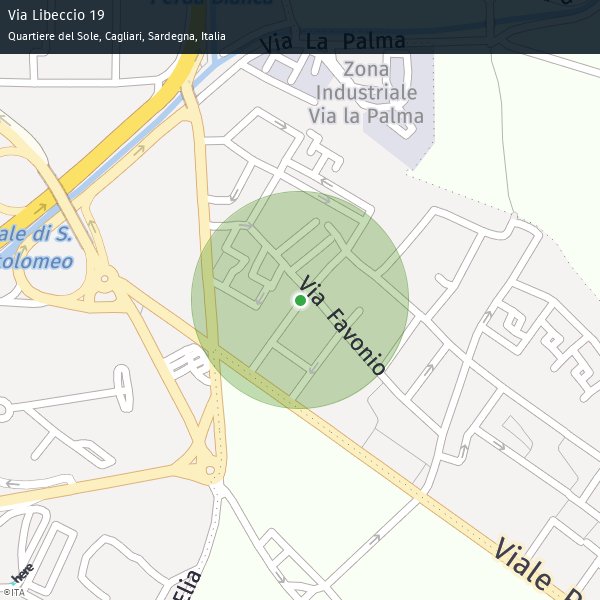 Via Libeccio 19
Quartiere del Sole, Cagliari, Sardegna, Italia
Via La Palma
Zona
Industriale
Via la Palma
ale di S.
tolomeo
Via Favonio
Viale
Elia
here
©ITA